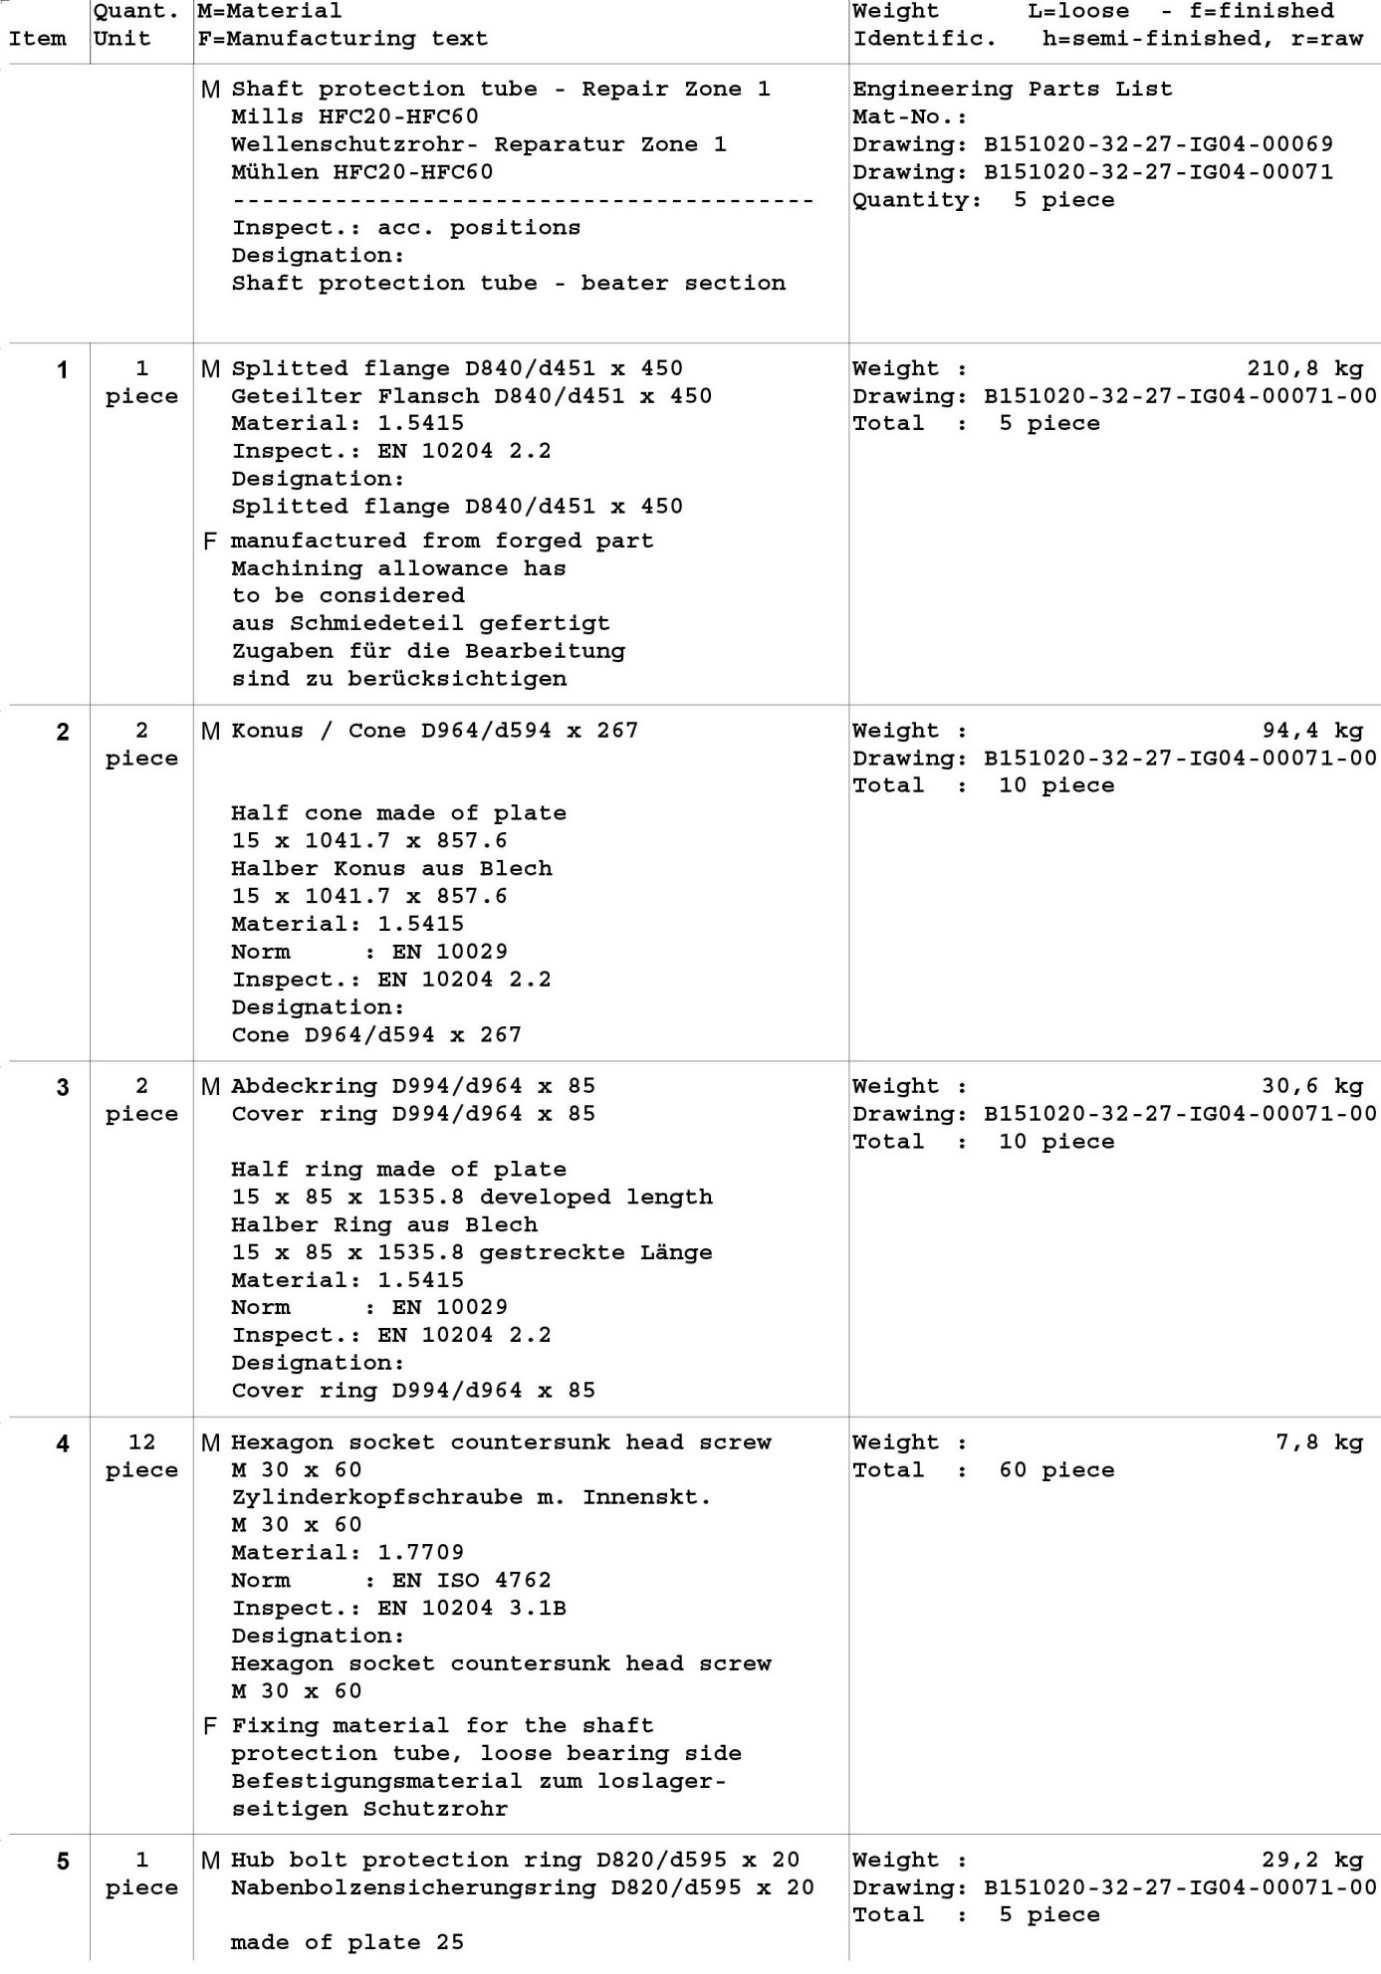 Item Quant. Unit M=Material F=Manufacturing text Weight L=loose - f=finished Identific. h=semi-finished, r=raw
M Shaft protection tube - Repair Zone 1
Mills HFC20-HFC60
Wellenschutzrohr- Reparatur Zone 1
Mühlen HFC20-HFC60
----------------------------------------
Inspect.: acc. positions
Designation:
Shaft protection tube - beater section
Engineering Parts List
Mat-No.:
Drawing: B151020-32-27-IG04-00069
Drawing: B151020-32-27-IG04-00071
Quantity: 5 piece
1
1
piece
M Splitted flange D840/d451 x 450
Geteilter Flansch D840/d451 x 450
Material: 1.5415
Inspect.: EN 10204 2.2
Designation:
Splitted flange D840/d451 x 450
F manufactured from forged part
Machining allowance has
to be considered
aus Schmiedeteil gefertigt
Zugaben für die Bearbeitung
sind zu berücksichtigen
Weight : 210,8 kg
Drawing: B151020-32-27-IG04-00071-00
Total : 5 piece
2
2
piece
M Konus / Cone D964/d594 x 267
Half cone made of plate
15 x 1041.7 x 857.6
Halber Konus aus Blech
15 x 1041.7 x 857.6
Material: 1.5415
Norm : EN 10029
Inspect.: EN 10204 2.2
Designation:
Cone D964/d594 x 267
Weight : 94,4 kg
Drawing: B151020-32-27-IG04-00071-00
Total : 10 piece
3
2
piece
M Abdeckring D994/d964 x 85
Cover ring D994/d964 x 85
Half ring made of plate
15 x 85 x 1535.8 developed length
Halber Ring aus Blech
15 x 85 x 1535.8 gestreckte Länge
Material: 1.5415
Norm : EN 10029
Inspect.: EN 10204 2.2
Designation:
Cover ring D994/d964 x 85
Weight : 30,6 kg
Drawing: B151020-32-27-IG04-00071-00
Total : 10 piece
4
12
piece
M Hexagon socket countersunk head screw
M 30 x 60
Zylinderkopfschraube m. Innenskt.
M 30 x 60
Material: 1.7709
Norm : EN ISO 4762
Inspect.: EN 10204 3.1B
Designation:
Hexagon socket countersunk head screw
M 30 x 60
F Fixing material for the shaft
protection tube, loose bearing side
Befestigungsmaterial zum loslager-
seitigen Schutzrohr
Weight : 7,8 kg
Total : 60 piece
5
1
piece
M Hub bolt protection ring D820/d595 x 20
Nabenbolzensicherungsring D820/d595 x 20
made of plate 25
Weight : 29,2 kg
Drawing: B151020-32-27-IG04-00071-00
Total : 5 piece